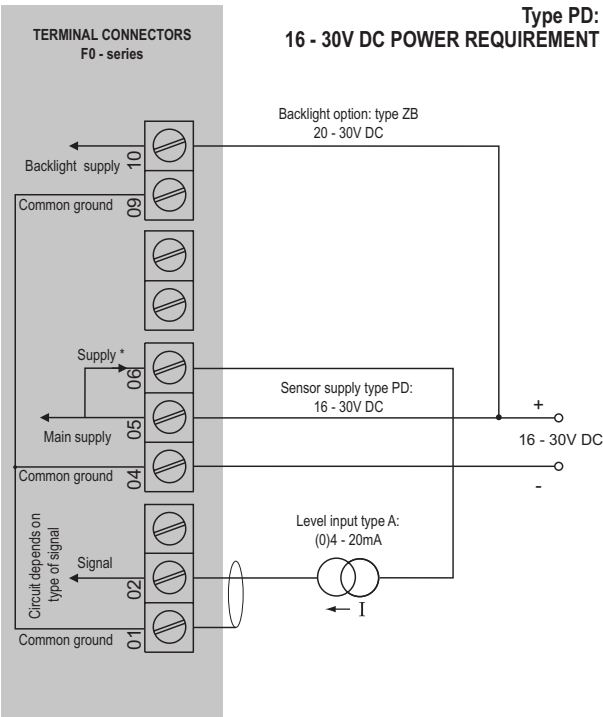 Type PD:
16 - 30V DC POWER REQUIREMENT
TERMINAL CONNECTORS
F0 - series
Backlight option: type ZB
20 - 30V DC
10
Backlight supply
09
Common ground
Supply *
06
Sensor supply type PD:
16 - 30V DC
05
Main supply
+
16 - 30V DC
-
04
Common ground
Level input type A:
(0)4 - 20mA
Circuit depends on
type of signal
Signal
02
I
01
Common ground